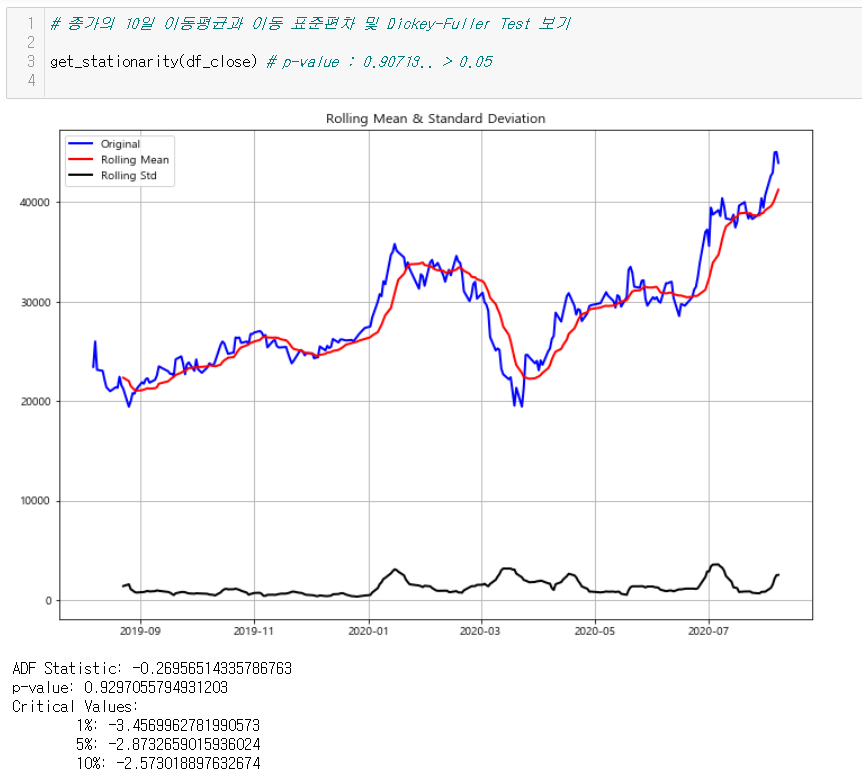 1 # 종가의 10일 이동평균과 이동 표준편차 및 Dickey-Fuller Test 보기
2
3 get_stationarity(df_close) # p-value : 0.90713.. > 0.05
4
Rolling Mean & Standard Deviation
Original
Rolling Mean
Rolling Std
40000
30000
20000
10000
0
2019-09 2019-11 2020-01 2020-03 2020-05 2020-07
ADF Statistic: -0.26956514335786763
p-value: 0.9297055794931203
Critical Values:
1%: -3.4569962781990573
5%: -2.8732659015936024
10%: -2.573018897632674